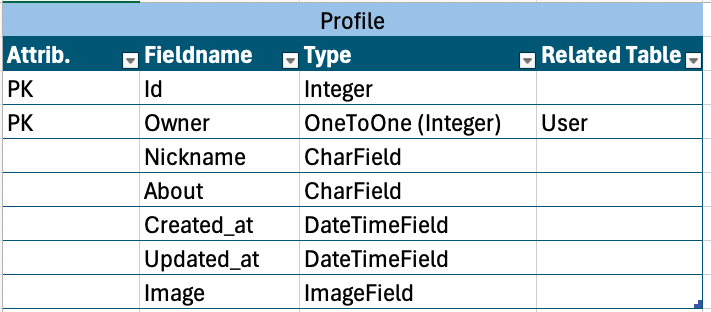 Profile
Attrib. Fieldname Type Related Table
PK Id Integer
PK Owner OneToOne (Integer) User
Nickname CharField
About CharField
Created_at DateTimeField
Updated_at DateTimeField
Image ImageField